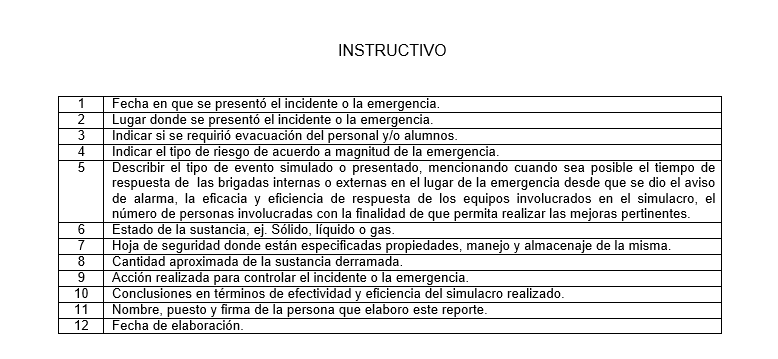 INSTRUCTIVO
1 Fecha en que se presentó el incidente o la emergencia.
2 Lugar donde se presentó el incidente o la emergencia.
3 Indicar si se requirió evacuación del personal y/o alumnos.
4 Indicar el tipo de riesgo de acuerdo a magnitud de la emergencia.
5 Describir el tipo de evento simulado o presentado, mencionando cuando sea posible el tiempo de
respuesta de las brigadas internas o externas en el lugar de la emergencia desde que se dio el aviso
de alarma, la eficacia y eficiencia de respuesta de los equipos involucrados en el simulacro, el
número de personas involucradas con la finalidad de que permita realizar las mejoras pertinentes.
6 Estado de la sustancia, ej. Sólido, líquido o gas.
7 Hoja de seguridad donde están especificadas propiedades, manejo y almacenaje de la misma.
8 Cantidad aproximada de la sustancia derramada.
9 Acción realizada para controlar el incidente o la emergencia.
10 Conclusiones en términos de efectividad y eficiencia del simulacro realizado.
11 Nombre, puesto y firma de la persona que elaboro este reporte.
12 Fecha de elaboración.